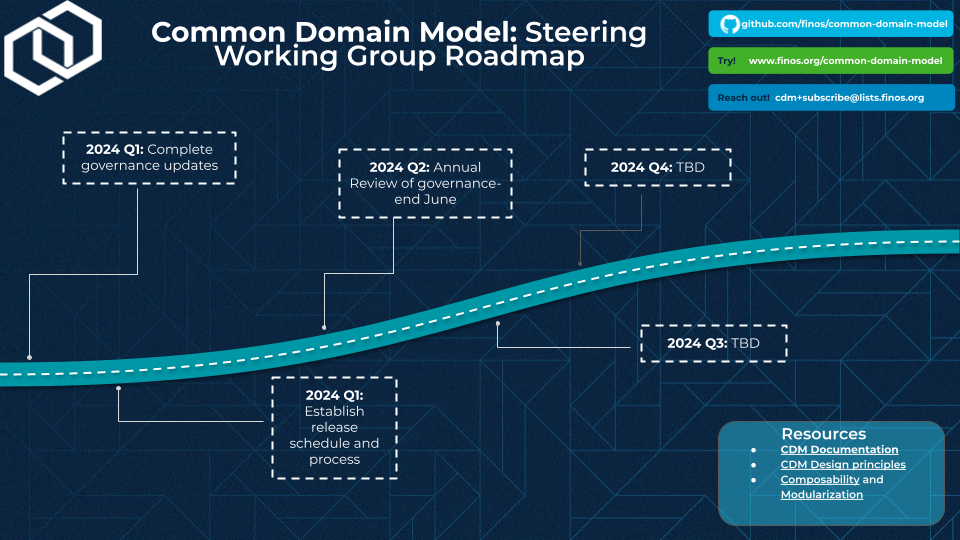 Common Domain Model: Steering
Working Group Roadmap
github.com/finos/common-domain-model
Try! www.finos.org/common-domain-model
Reach out! cdm+subscribe@lists.finos.org
2024 Q1: Complete
governance updates
2024 Q2: Annual
Review of governance-
end June
2024 Q4: TBD
2024 Q3: TBD
2024 Q1:
Establish
release
schedule and
process
Resources
● CDM Documentation
● CDM Design principles
● Composability and
Modularization